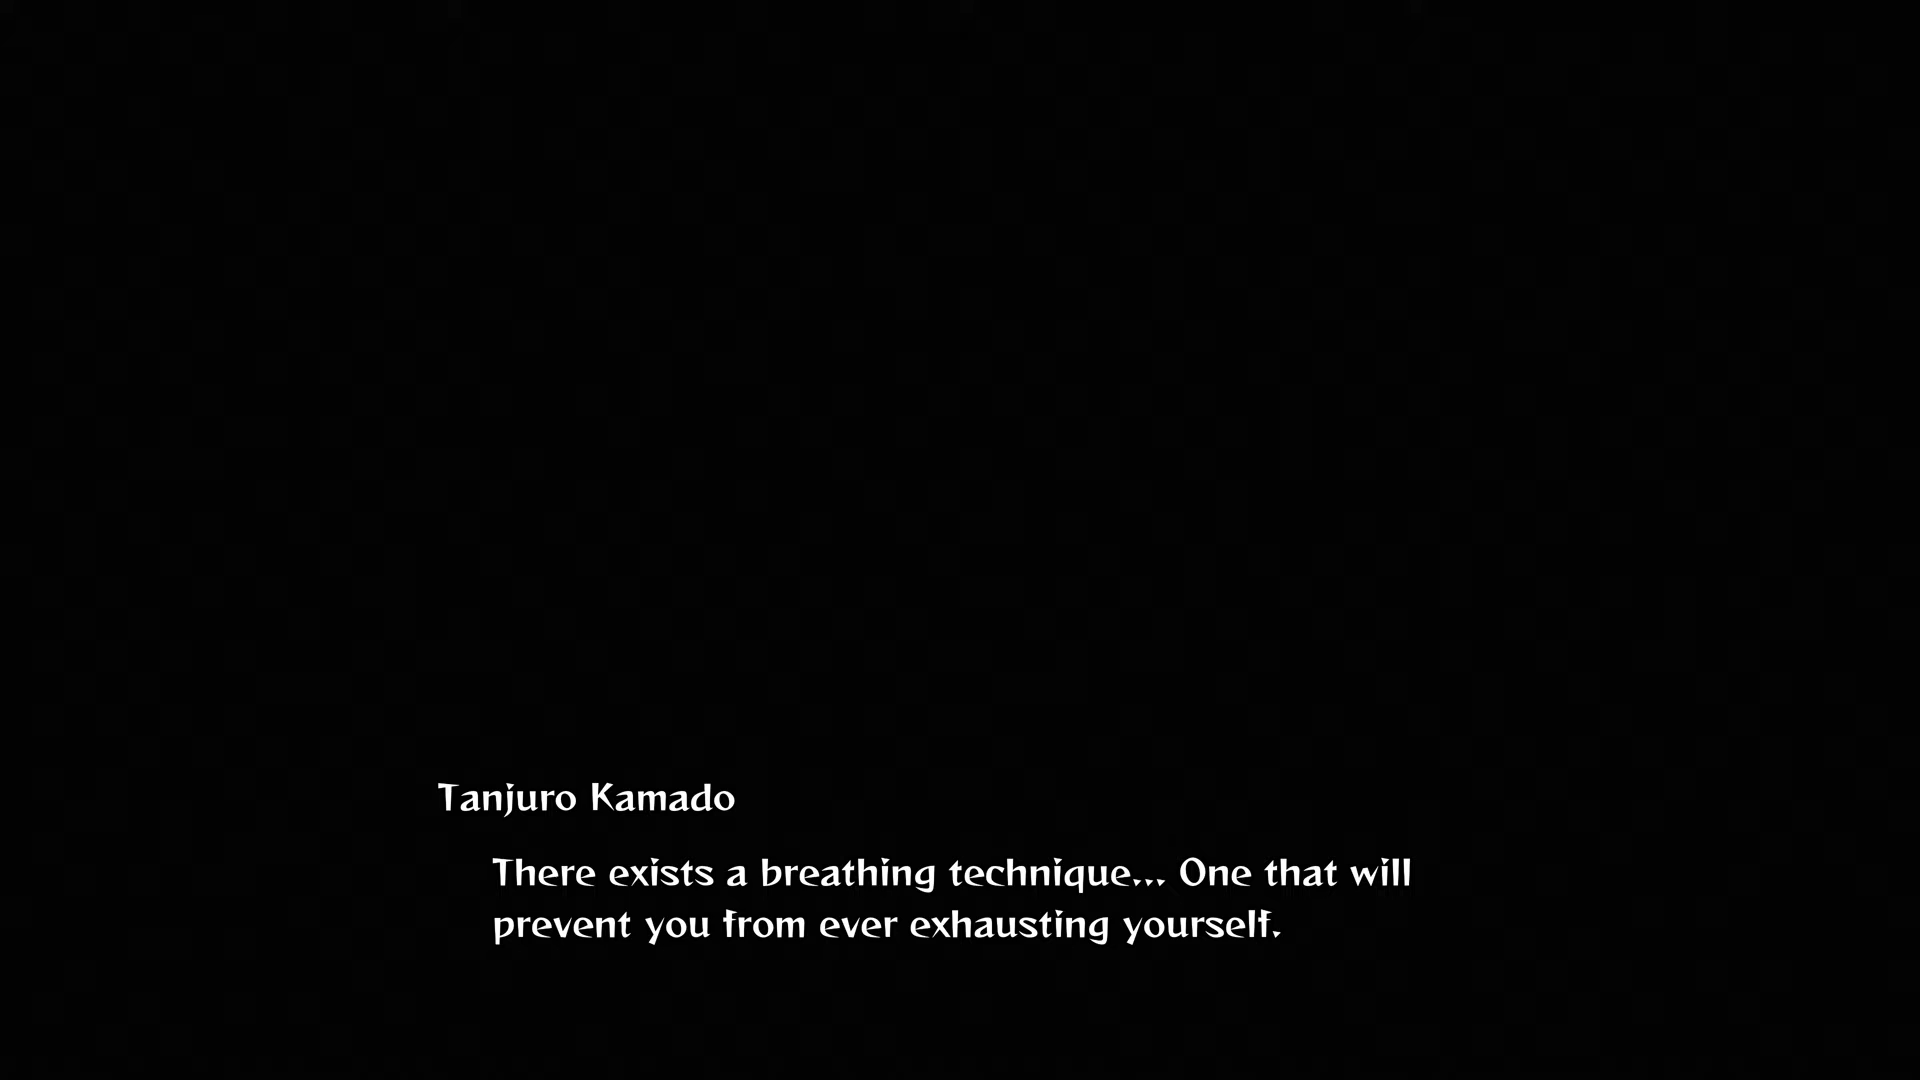 Tanjuro Kamado
There exists a breathing technique... One that will
prevent you from ever exhausting yourself.